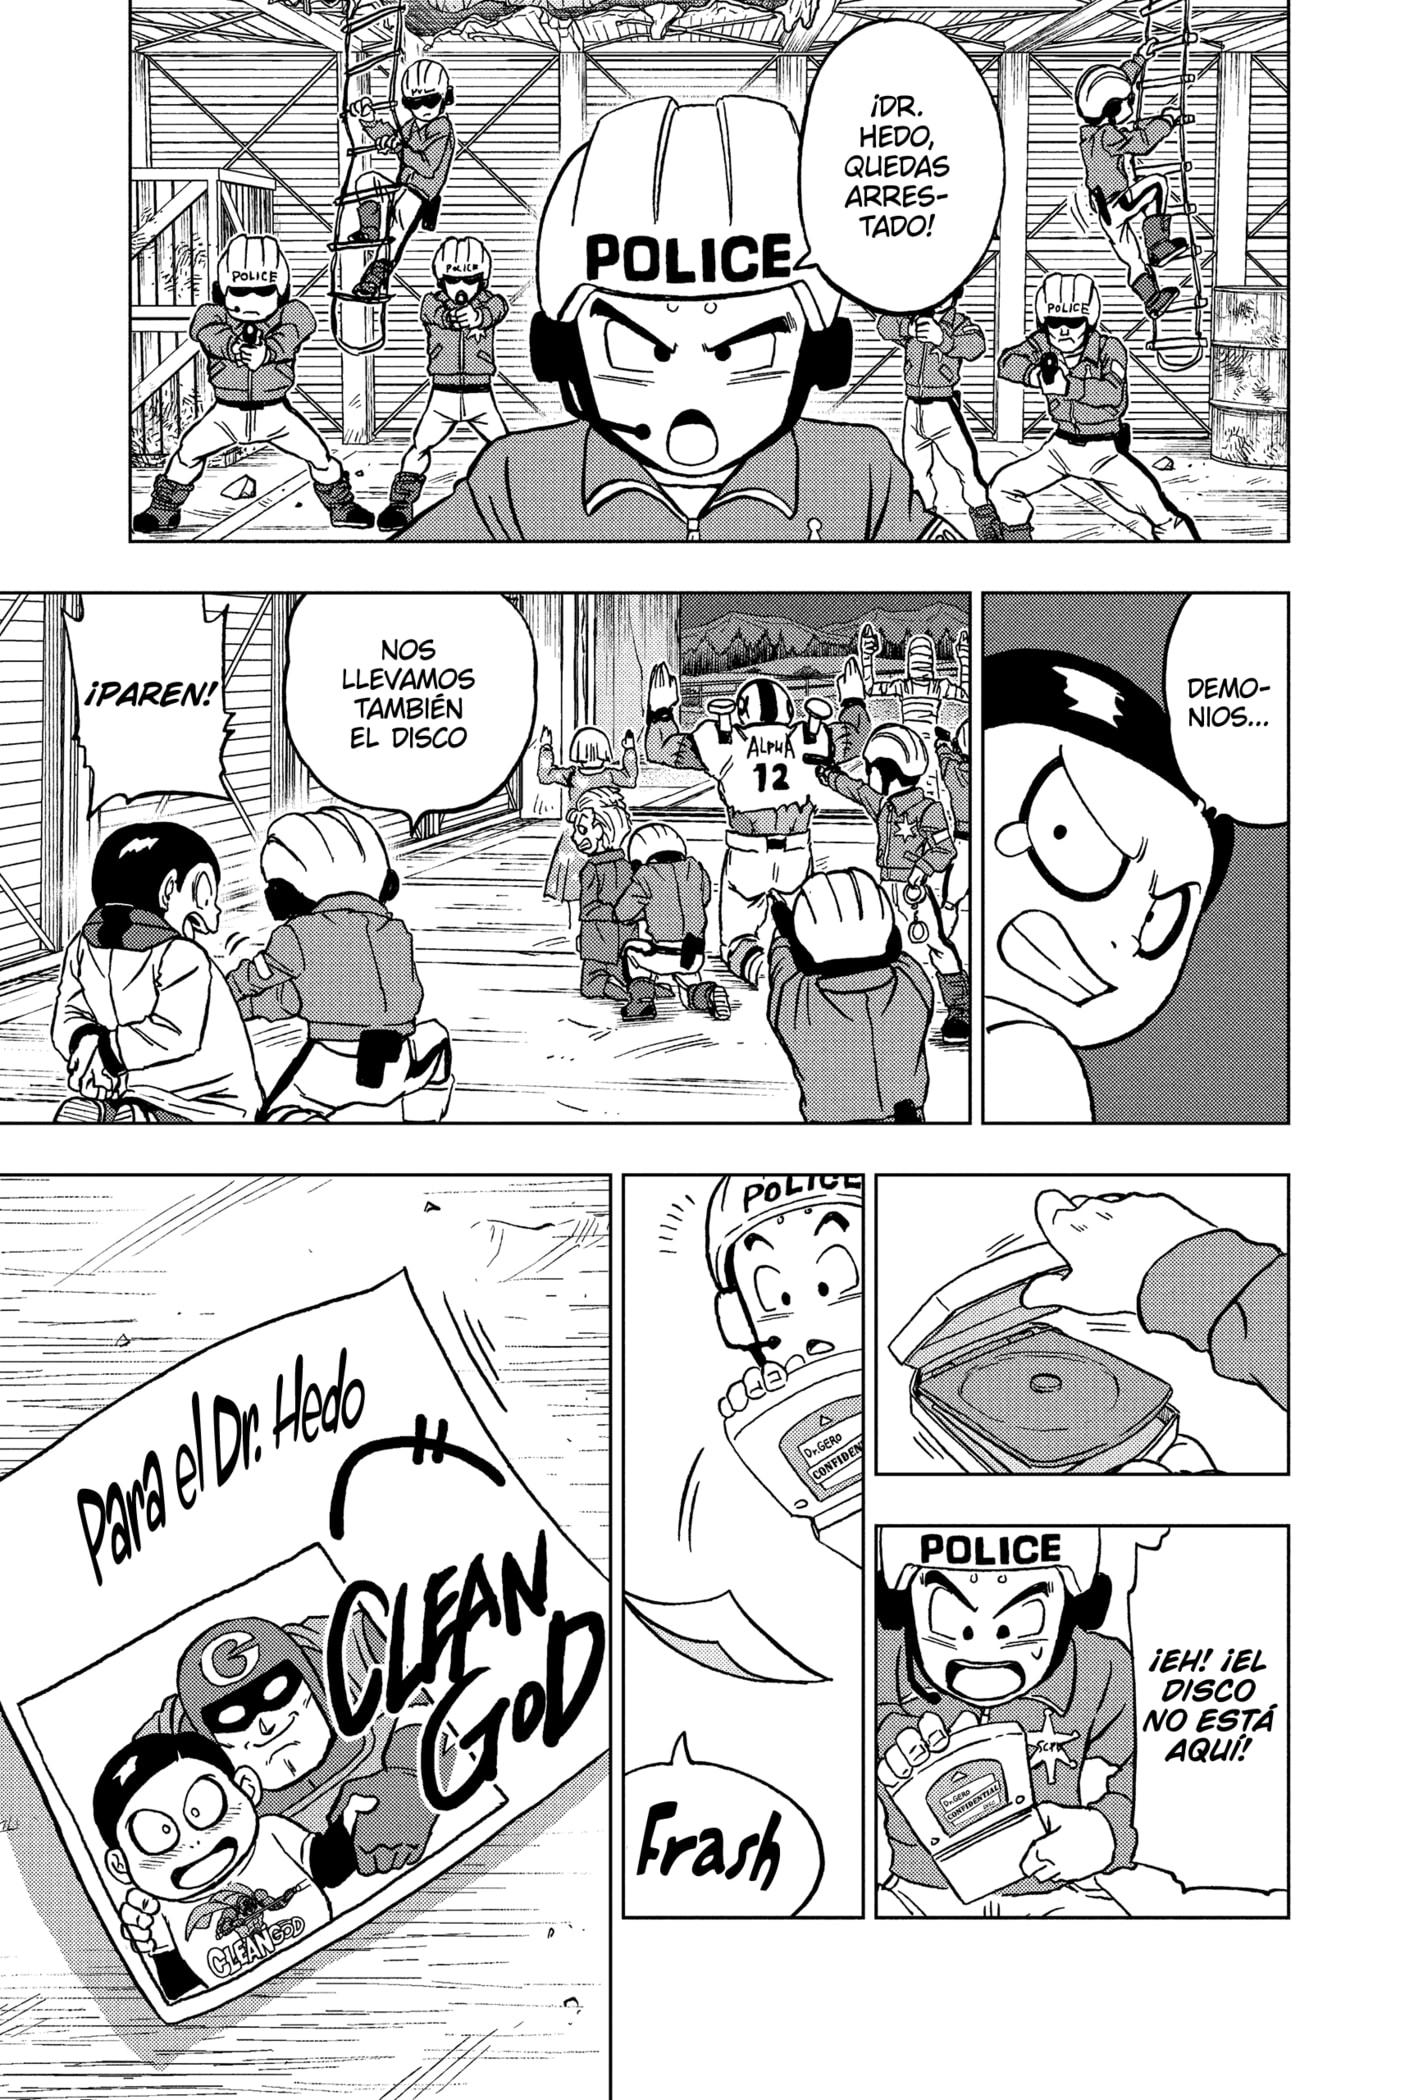 ¡DR.
HEDO,
QUEDAS
ARRES-
TADO!
POLICE
POLICE
POLICE
POLICE
DEMO-
NIOS...
NOS
LLEVAMOS
TAMBIÉN
EL DISCO
¡PAREN!
ALPHA
12
¡EH! ¡EL
DISCO
NO ESTÁ
AQUÍ!
POLICE
SCPD
Dr.GERO
CONFIDENTIAL
POLICE
Dr.GERO
CONFIDEN
Frash
Para el Dr. Hedo
CLEAN
GOD
G
CLEAN GOD